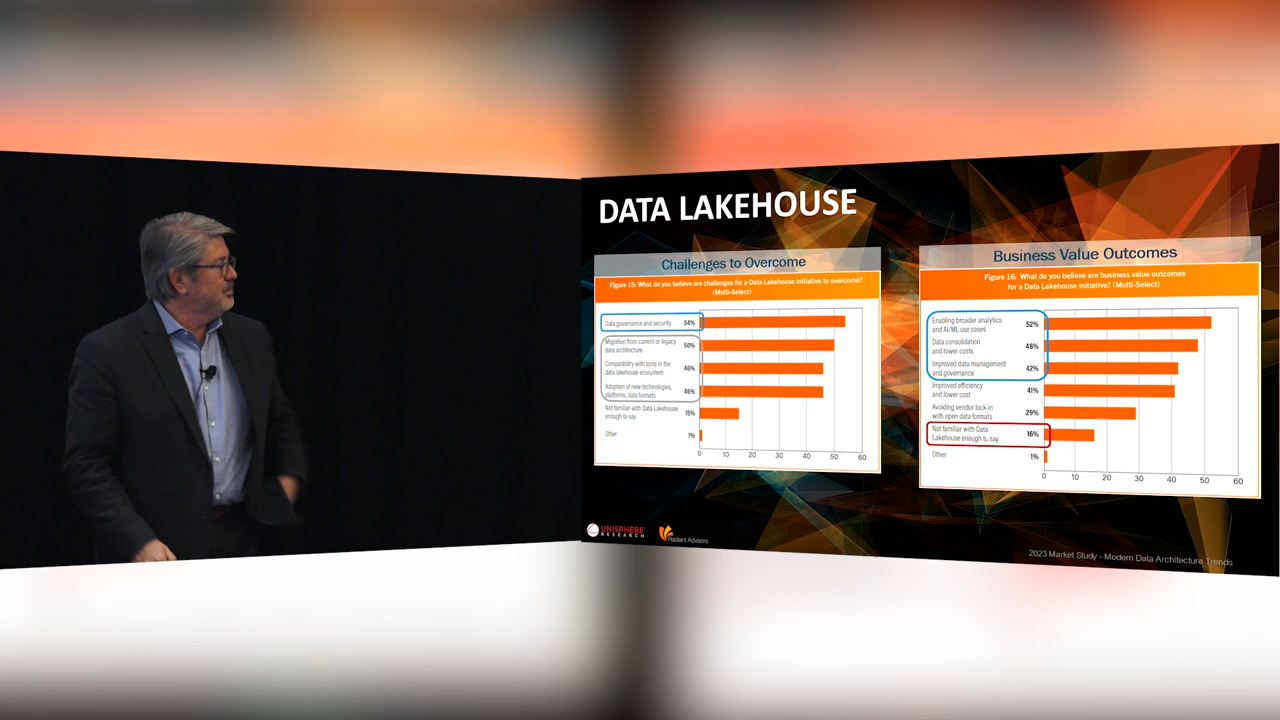 DATA LAKEHOUSE
Challenges to Overcome
Figure 15: What do you believe are challenges for a Data Lakehouse initiative to overcome?
(Multi-Select)
Data governance and security 54%
Migration from current or legacy
data architecture 50%
Compatibility with tools in the
data lakehouse ecosystem 46%
Adoption of new technologies,
platforms, data formats 46%
Not familiar with Data Lakehouse
enough to say 15%
Other 1%
0 10 20 30 40 50 60
Business Value Outcomes
Figure 16: What do you believe are business value outcomes
for a Data Lakehouse initiative? (Multi-Select)
Enabling broader analytics
and AI/ML use cases 52%
Data consolidation
and lower costs 48%
Improved data management
and governance 42%
Improved efficiency
and lower cost 41%
Avoiding vendor lock-in
with open data formats 29%
Not familiar with Data
Lakehouse enough to say 16%
Other 1%
0 10 20 30 40 50 60
UNISPHERE
RESEARCH
Radiant Advisors
2023 Market Study - Modern Data Architecture Trends